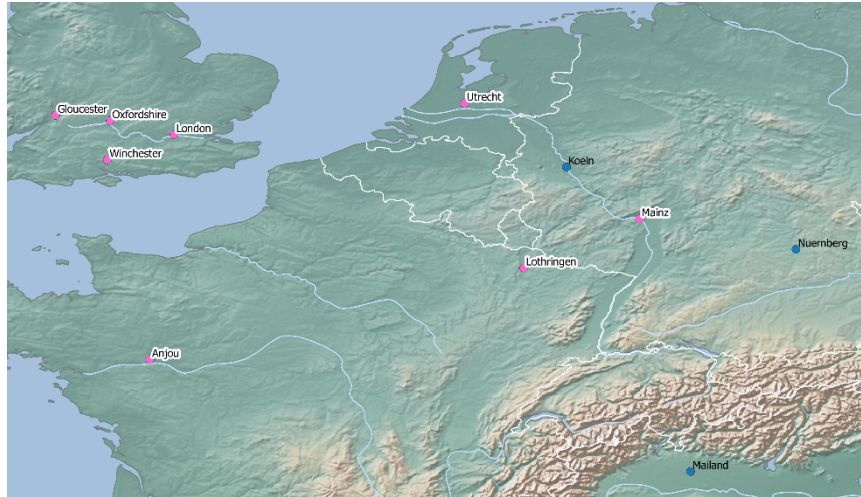 Utrecht
Gloucester
Oxfordshire
London
Winchester
Koeln
Mainz
Nuernberg
Lothringen
Anjou
Mailand